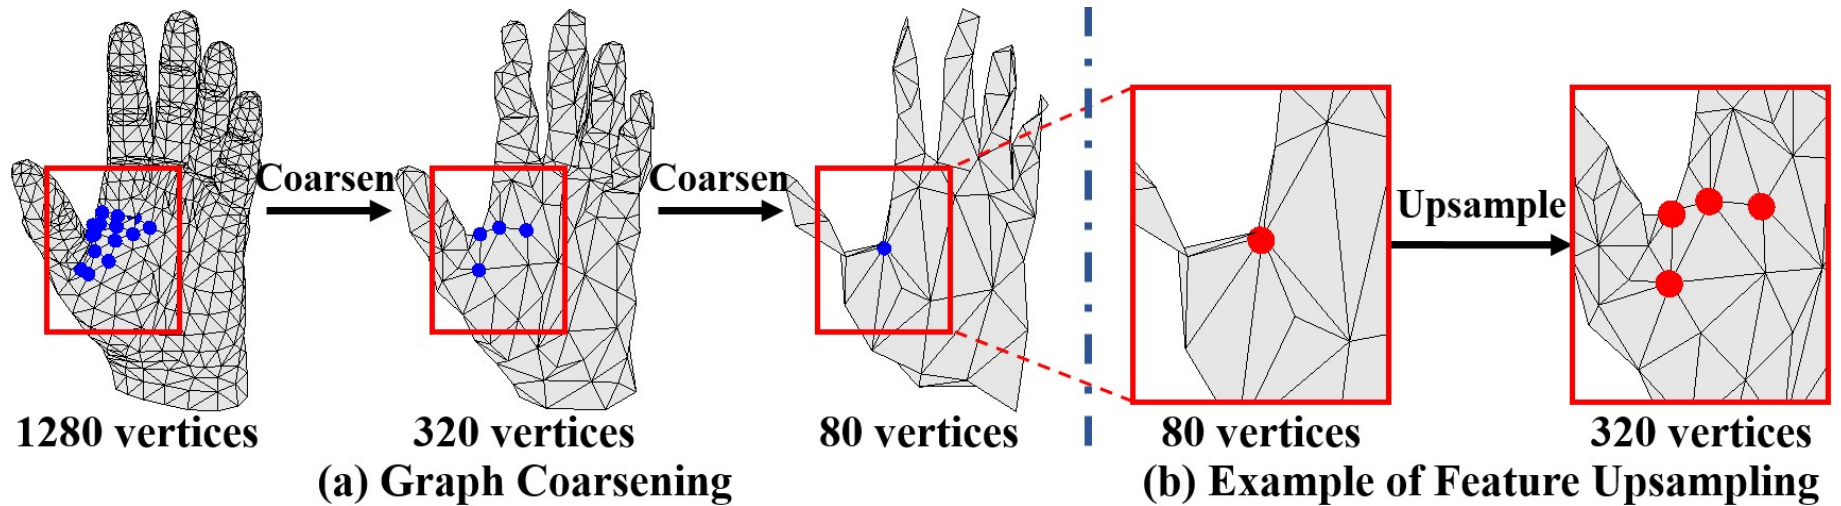 Coarsen
Coarsen
Upsample
1280 vertices
320 vertices
80 vertices
80 vertices
320 vertices
(a) Graph Coarsening
(b) Example of Feature Upsampling